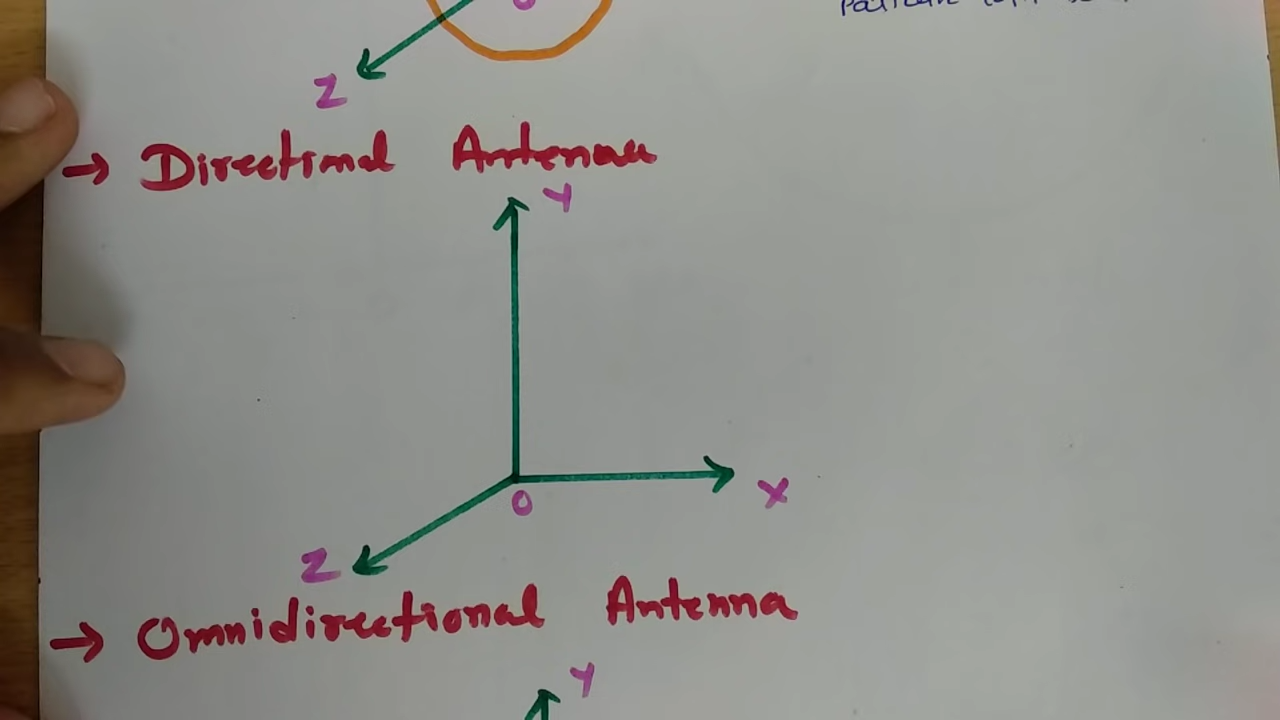 Z
→ Directional Antenna
Y
O
X
Z
→ Omnidirectional Antenna
Y